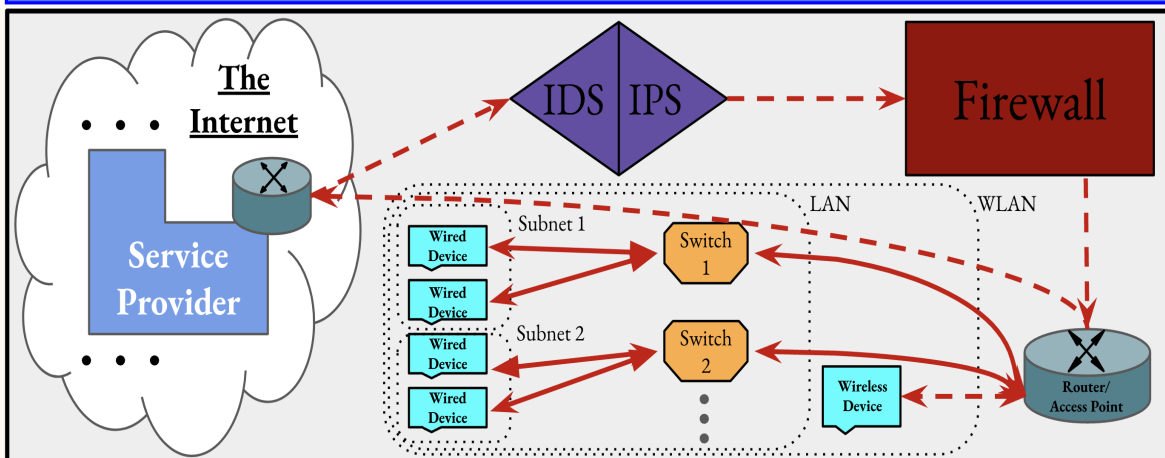 The
Internet
Service
Provider
IDS
IPS
Firewall
LAN
WLAN
Subnet 1
Wired
Device
Wired
Device
Subnet 2
Wired
Device
Wired
Device
Switch
1
Switch
2
Wireless
Device
Router/
Access Point